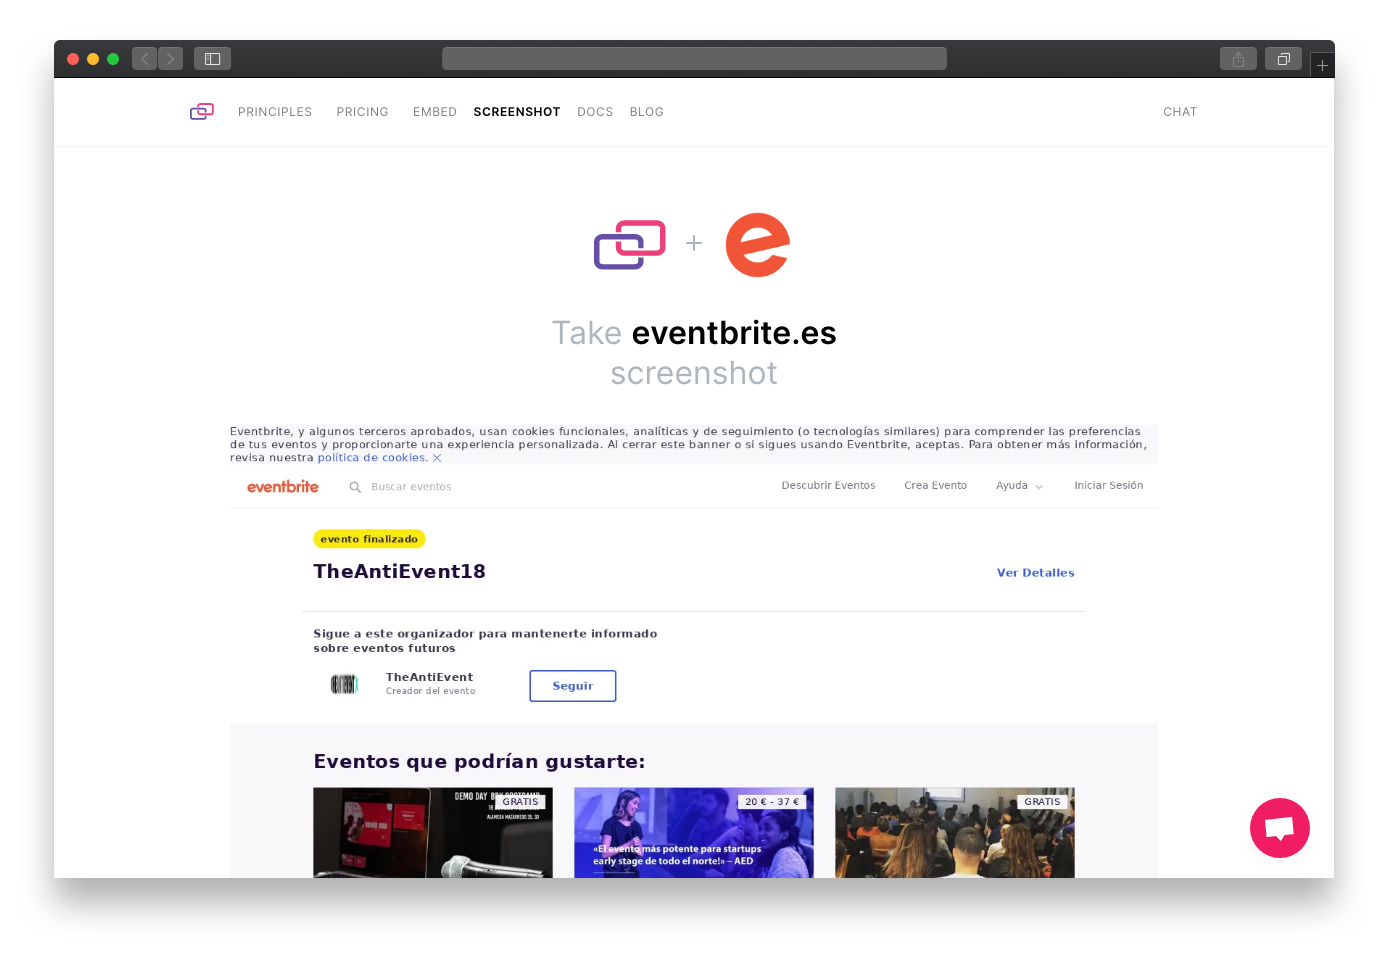 PRINCIPLES PRICING EMBED SCREENSHOT DOCS BLOG CHAT
Take eventbrite.es
screenshot
Eventbrite, y algunos terceros aprobados, usan cookies funcionales, analíticas y de seguimiento (o tecnologías similares) para comprender las preferencias
de tus eventos y proporcionarte una experiencia personalizada. Al cerrar este banner o si sigues usando Eventbrite, aceptas. Para obtener más información,
revisa nuestra política de cookies.
eventbrite Buscar eventos Descubrir Eventos Crea Evento Ayuda Iniciar Sesión
evento finalizado
TheAntiEvent18
Ver Detalles
Sigue a este organizador para mantenerte informado
sobre eventos futuros
TheAntiEvent
Creador del evento
Seguir
Eventos que podrían gustarte:
DEMO DAY
GRATIS
20 € - 37 €
«El evento más potente para startups
early stage de todo el norte!» – AED
GRATIS